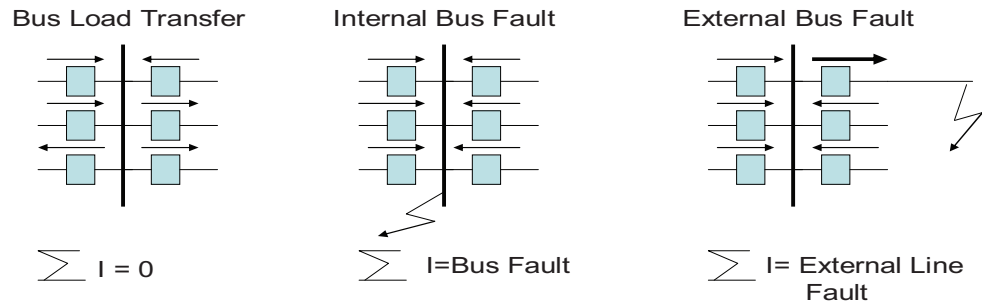 Bus Load Transfer
Internal Bus Fault
External Bus Fault
∑ I = 0
∑ I=Bus Fault
∑ I= External Line
Fault